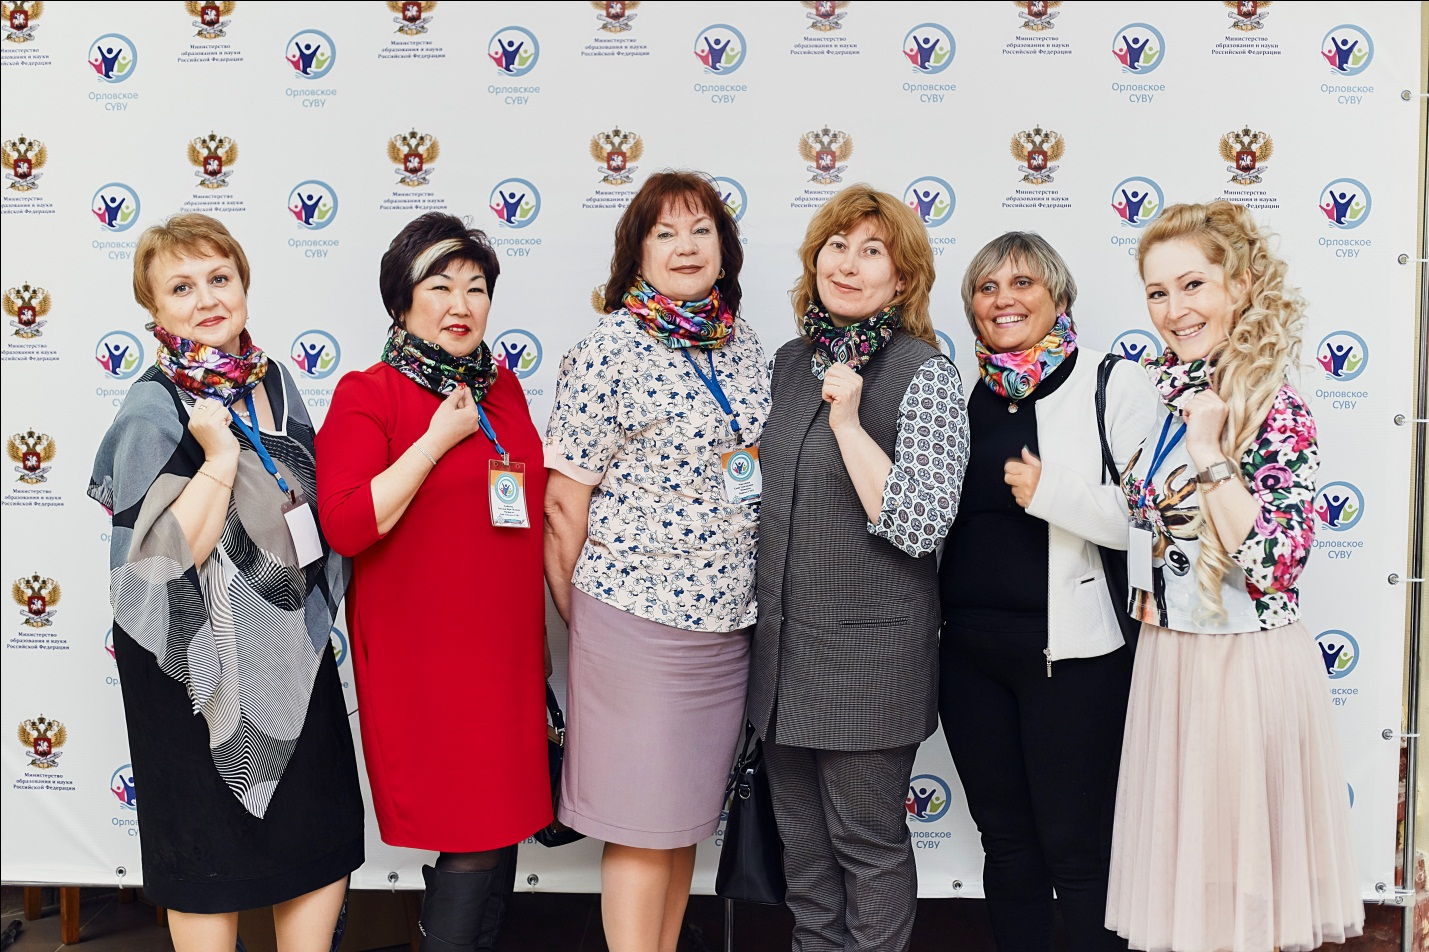 Министерство
образования и науки
Российской Федерации
Орловское
СУВУ